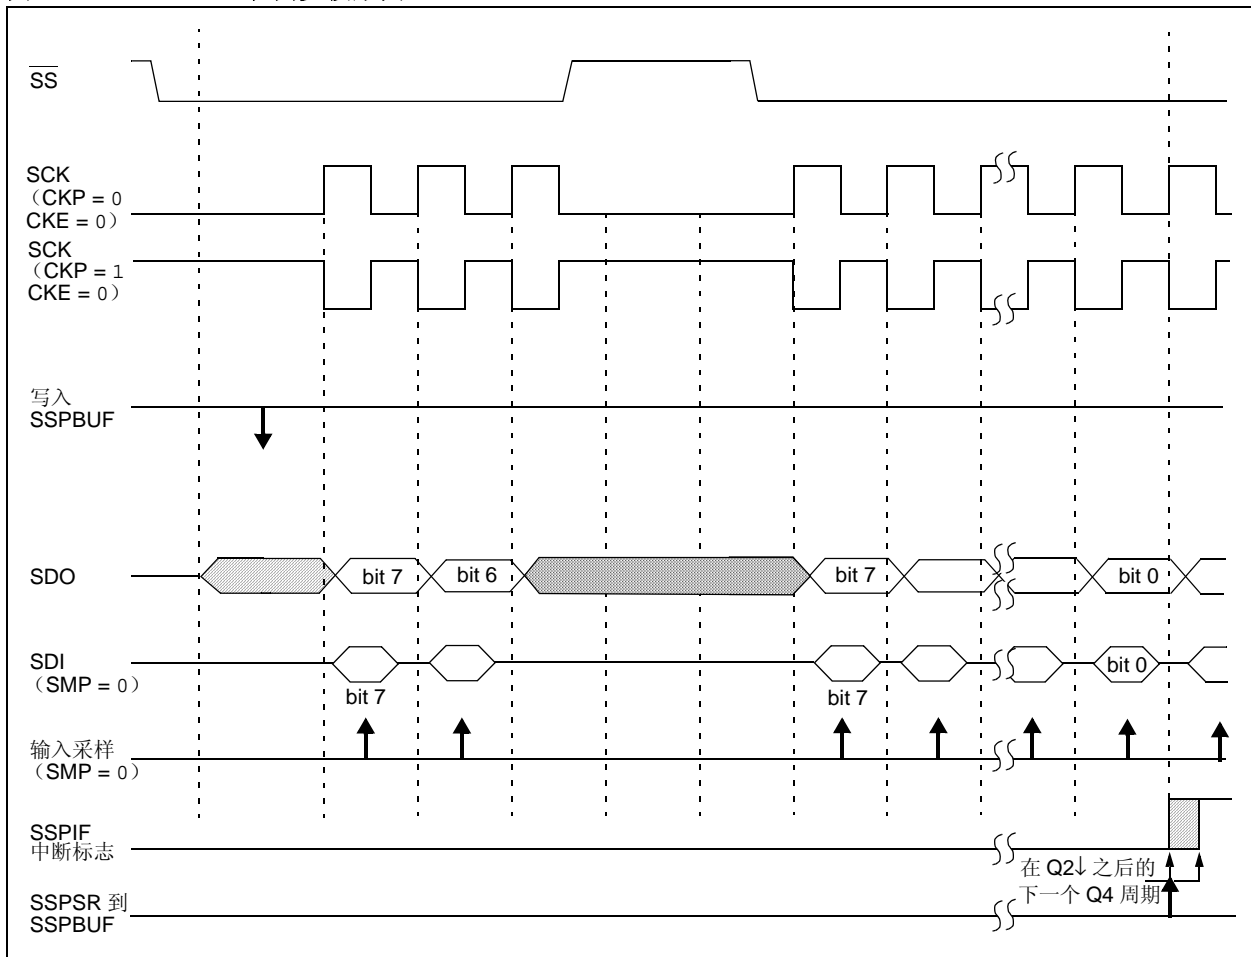 SS
SCK
（CKP = 0
CKE = 0）
SCK
（CKP = 1
CKE = 0）
写入
SSPBUF
SDO
bit 7
bit 6
bit 7
bit 0
SDI
（SMP = 0）
bit 7
bit 7
bit 0
输入采样
（SMP = 0）
SSPIF
中断标志
在 Q2↓ 之后的
下一个 Q4 周期
SSPSR 到
SSPBUF